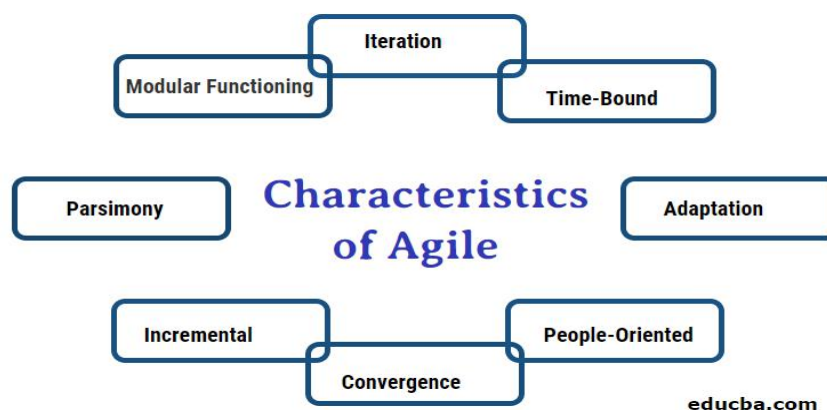 Iteration
Modular Functioning
Time-Bound
Parsimony
Characteristics
of Agile
Adaptation
Incremental
People-Oriented
Convergence
educba.com